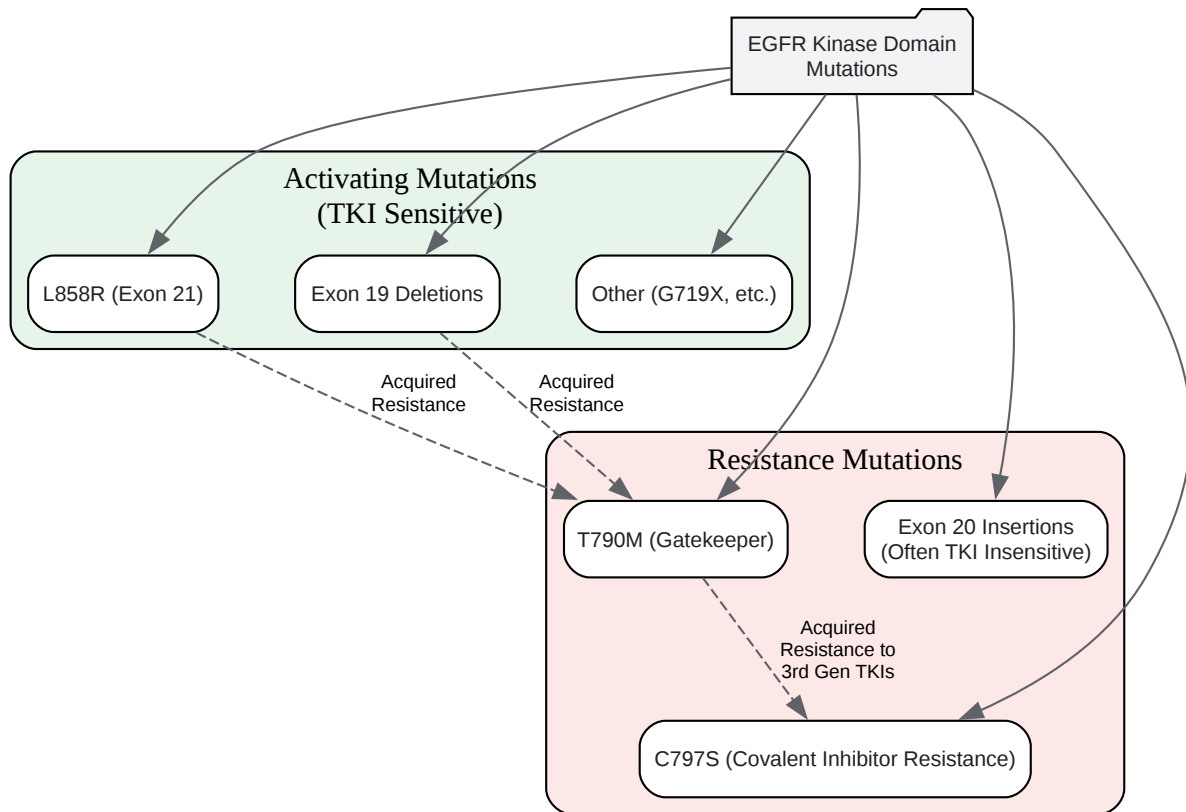 EGFR Kinase Domain
Mutations
Activating Mutations
(TKI Sensitive)
L858R (Exon 21)
Exon 19 Deletions
Other (G719X, etc.)
Acquired
Resistance
Acquired
Resistance
Resistance Mutations
T790M (Gatekeeper)
Exon 20 Insertions
(Often TKI Insensitive)
Acquired
Resistance to
3rd Gen TKIs
C797S (Covalent Inhibitor Resistance)